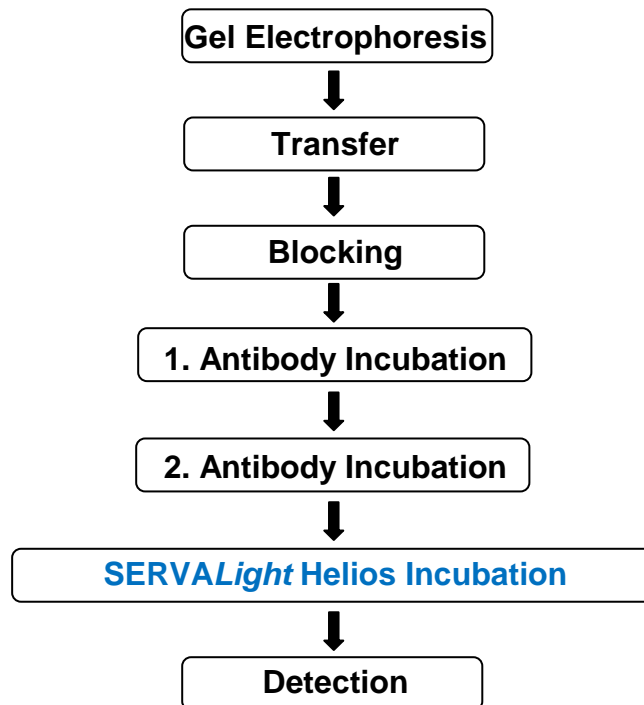 Gel Electrophoresis
Transfer
Blocking
1. Antibody Incubation
2. Antibody Incubation
SERVALight Helios Incubation
Detection